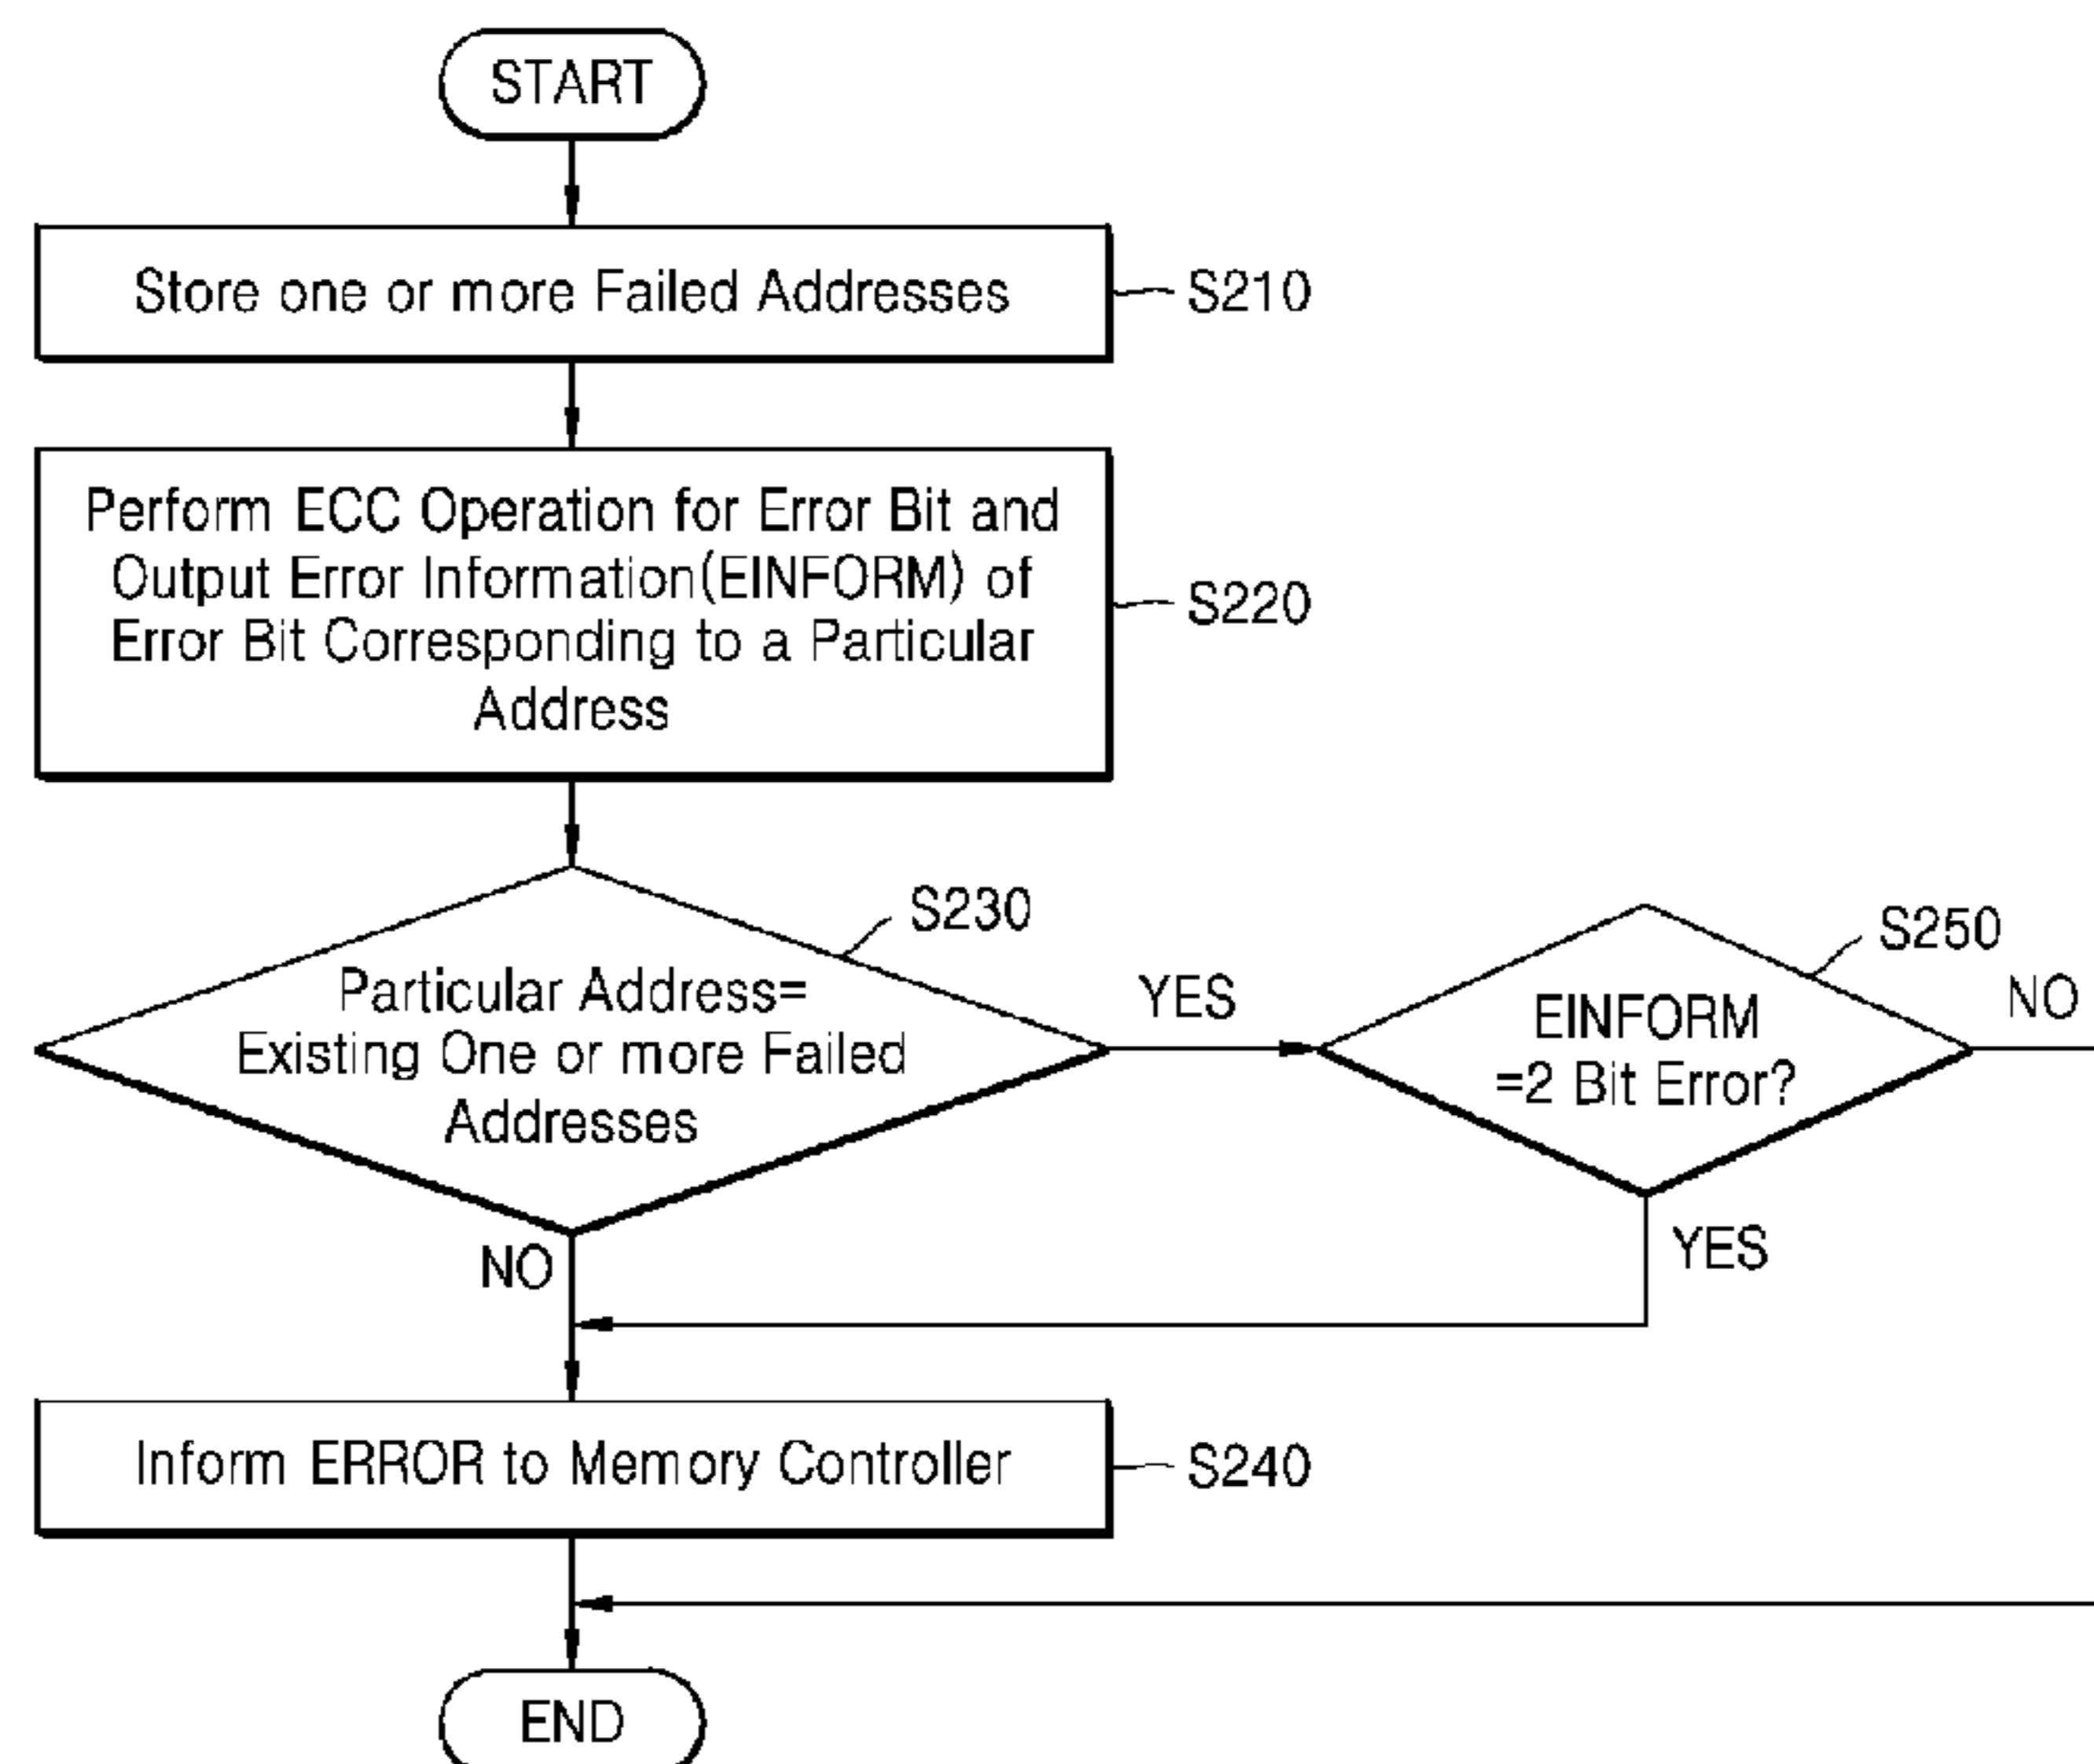 START
Store one or more Failed Addresses
S210
Perform ECC Operation for Error Bit and
Output Error Information(EINFORM) of
Error Bit Corresponding to a Particular
Address
S220
S230
Particular Address=
Existing One or more Failed
Addresses
YES
S250
EINFORM
=2 Bit Error?
NO
YES
NO
Inform ERROR to Memory Controller
S240
END